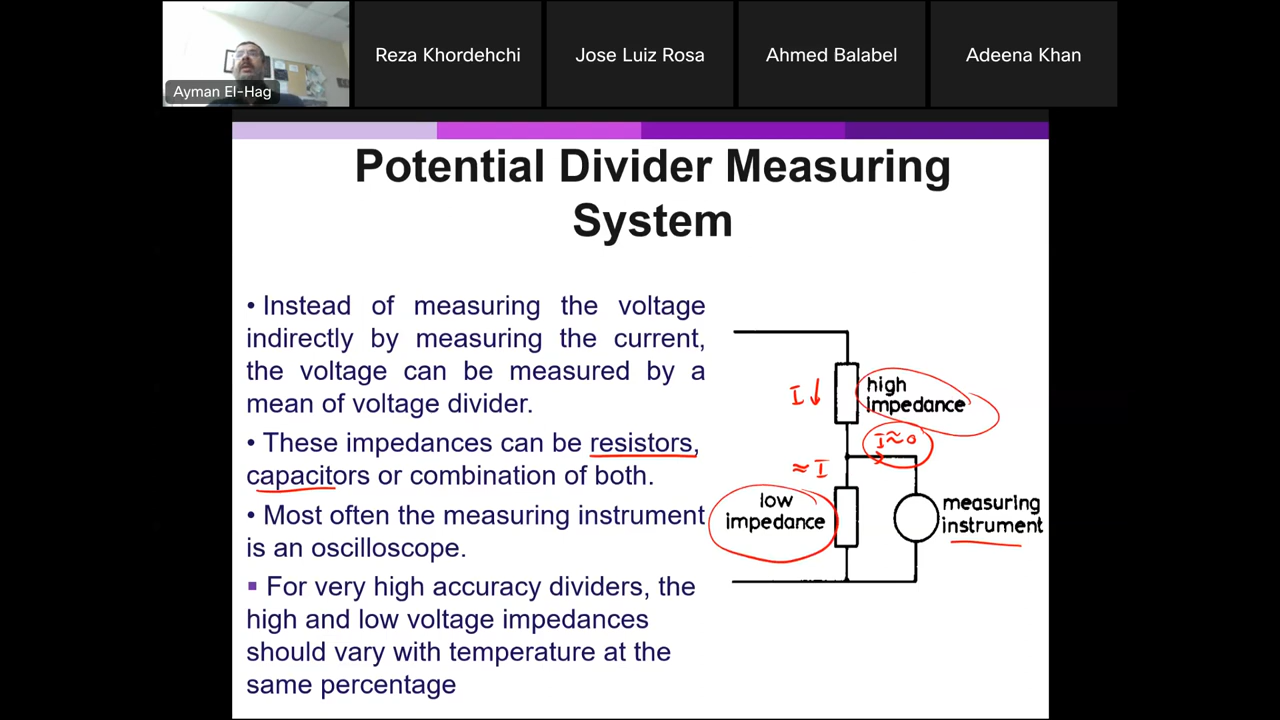 Ayman El-Hag
Reza Khordehchi
Jose Luiz Rosa
Ahmed Balabel
Adeena Khan
Potential Divider Measuring
System
• Instead of measuring the voltage
indirectly by measuring the current,
the voltage can be measured by a
mean of voltage divider.
• These impedances can be resistors,
capacitors or combination of both.
• Most often the measuring instrument
is an oscilloscope.
▪ For very high accuracy dividers, the
high and low voltage impedances
should vary with temperature at the
same percentage
I↓
high
impedance
I≈0
≈I
low
impedance
measuring
instrument